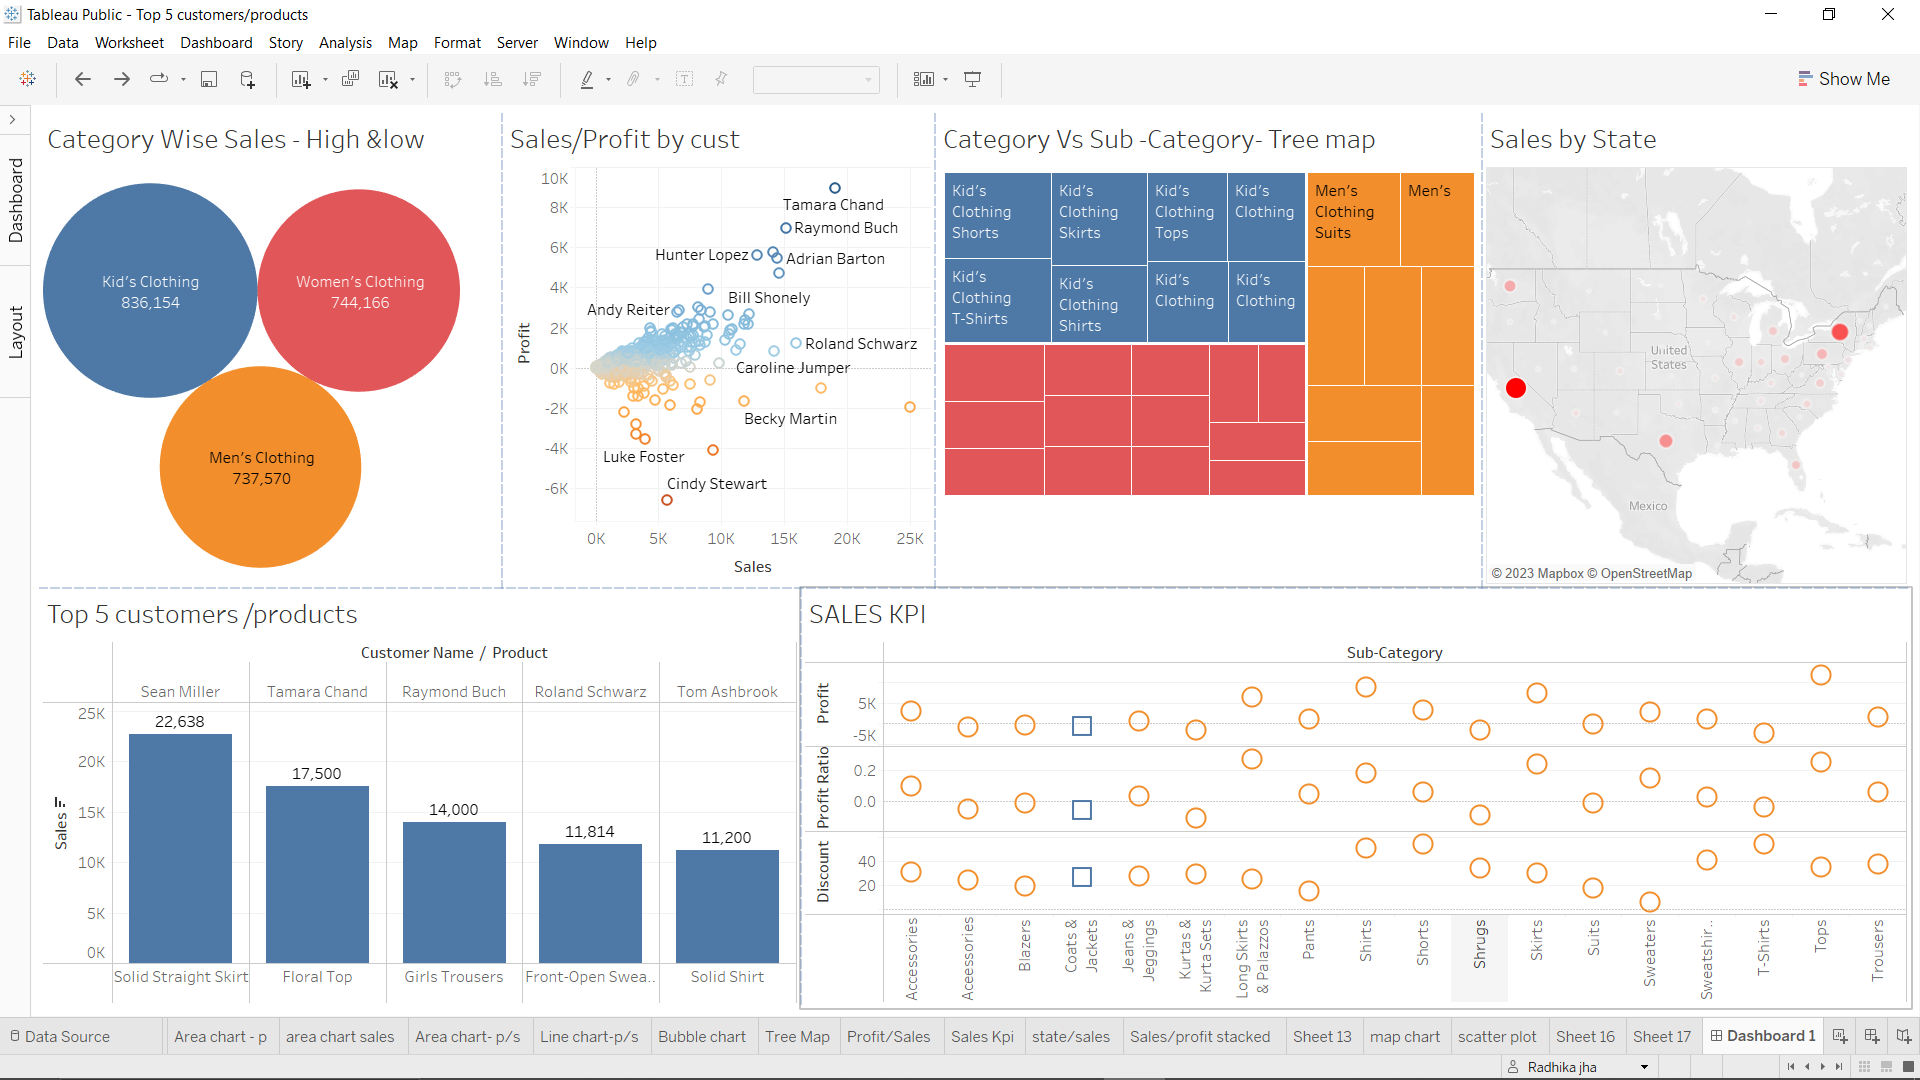 Tableau Public - Top 5 customers/products
File Data Worksheet Dashboard Story Analysis Map Format Server Window Help
Show Me
Dashboard
Layout
Category Wise Sales - High &low
Kid's Clothing
836,154
Women's Clothing
744,166
Men's Clothing
737,570
Sales/Profit by cust
Profit
10K
8K
6K
4K
2K
0K
-2K
-4K
-6K
Tamara Chand
Raymond Buch
Hunter Lopez
Adrian Barton
Bill Shonely
Andy Reiter
Roland Schwarz
Caroline Jumper
Becky Martin
Luke Foster
Cindy Stewart
0K 5K 10K 15K 20K 25K
Sales
Category Vs Sub -Category- Tree map
Kid's
Clothing
Shorts
Kid's
Clothing
Skirts
Kid's
Clothing
Tops
Kid's
Clothing
Men's
Clothing
Suits
Men's
Kid's
Clothing
T-Shirts
Kid's
Clothing
Shirts
Kid's
Clothing
Kid's
Clothing
Sales by State
United
States
Mexico
© 2023 Mapbox © OpenStreetMap
Top 5 customers /products
Customer Name / Product
Sean Miller Tamara Chand Raymond Buch Roland Schwarz Tom Ashbrook
Sales
25K
20K
15K
10K
5K
0K
22,638
17,500
14,000
11,814
11,200
Solid Straight Skirt Floral Top Girls Trousers Front-Open Swea.. Solid Shirt
SALES KPI
Sub-Category
Profit
5K
-5K
Profit Ratio
0.2
0.0
Discount
40
20
Accessories
Aceessories
Blazers
Coats &
Jackets
Jeans &
Jeggings
Kurtas &
Kurta Sets
Long Skirts
& Palazzos
Pants
Shirts
Shorts
Shrugs
Skirts
Suits
Sweaters
Sweatshir..
T-Shirts
Tops
Trousers
Data Source Area chart - p area chart sales Area chart- p/s Line chart-p/s Bubble chart Tree Map Profit/Sales Sales Kpi state/sales Sales/profit stacked Sheet 13 map chart scatter plot Sheet 16 Sheet 17 Dashboard 1
Radhika jha